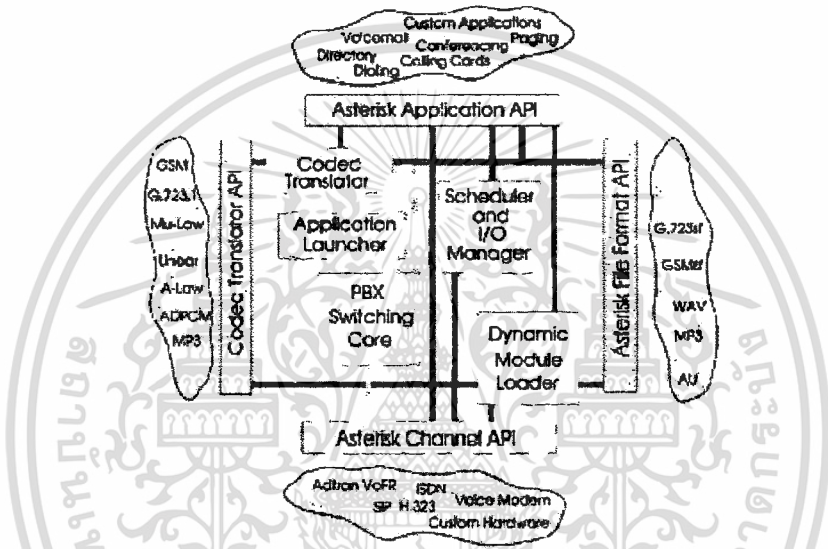 Custom Applications
Voicemail Conferencing Paging
Directory Calling Cards
Dialing
Asterisk Application API
GSM
G.723.1
Mu-Law
Linear
A-Law
ADPCM
MP3
Codec Translator API
Codec
Translator
Application
Launcher
PBX
Switching
Core
Scheduler
and
I/O
Manager
Dynamic
Module
Loader
Asterisk File Format API
G.723sf
GSMsf
WAV
MP3
AU
Asterisk Channel API
Adtran VoFR ISDN Voice Modem
SIP H.323
Custom Hardware